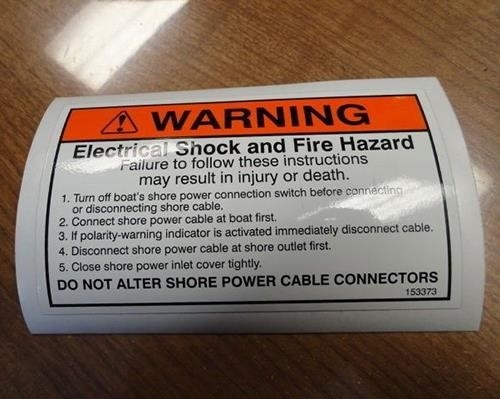 WARNING
Electrical Shock and Fire Hazard
Failure to follow these instructions
may result in injury or death.
1. Turn off boat's shore power connection switch before connecting
or disconnecting shore cable.
2. Connect shore power cable at boat first.
3. If polarity-warning indicator is activated immediately disconnect cable.
4. Disconnect shore power cable at shore outlet first.
5. Close shore power inlet cover tightly.
DO NOT ALTER SHORE POWER CABLE CONNECTORS
153373